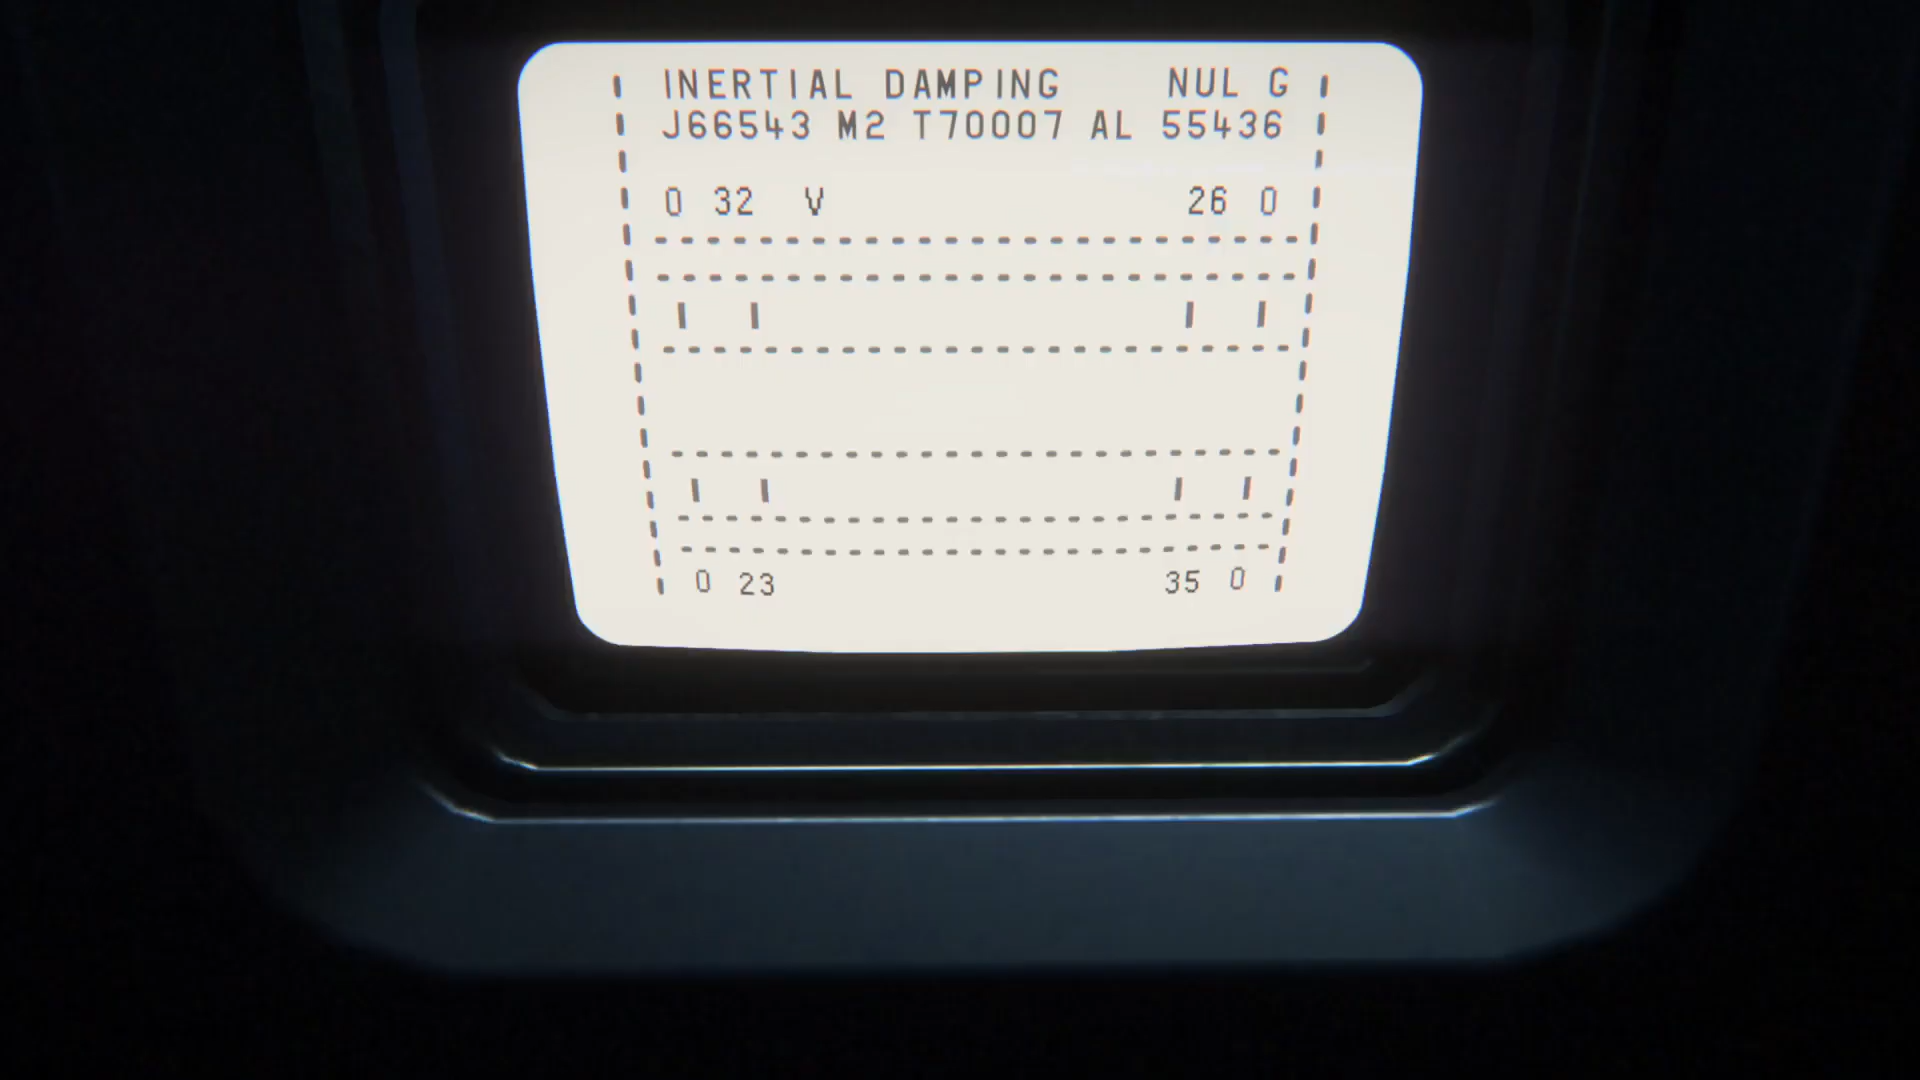 INERTIAL DAMPING NUL G
J66543 M2 T70007 AL 55436
0 32 V 26 0
0 23 35 0